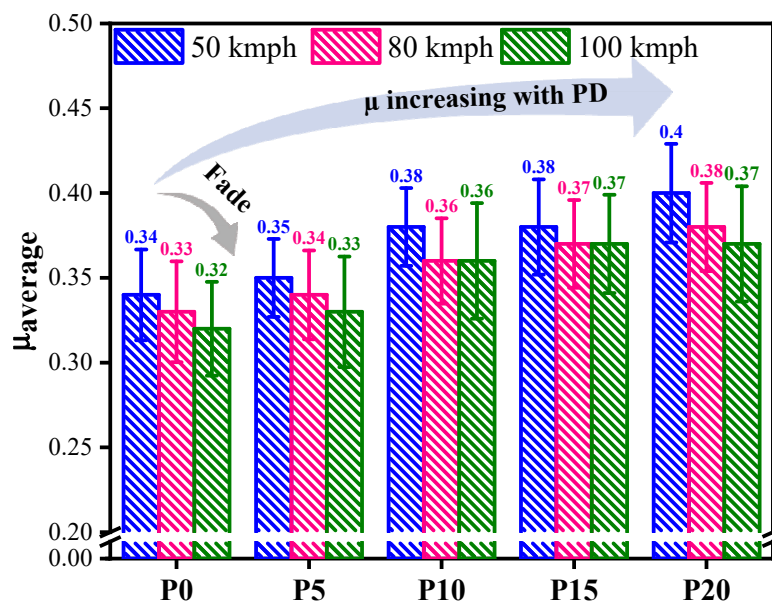 0.50
0.45
0.40
0.35
0.30
0.25
0.20
0.00
μaverage
50 kmph 80 kmph 100 kmph
μ increasing with PD
Fade
0.34 0.33 0.32
0.35 0.34 0.33
0.38 0.36 0.36
0.38 0.37 0.37
0.4 0.38 0.37
P0 P5 P10 P15 P20